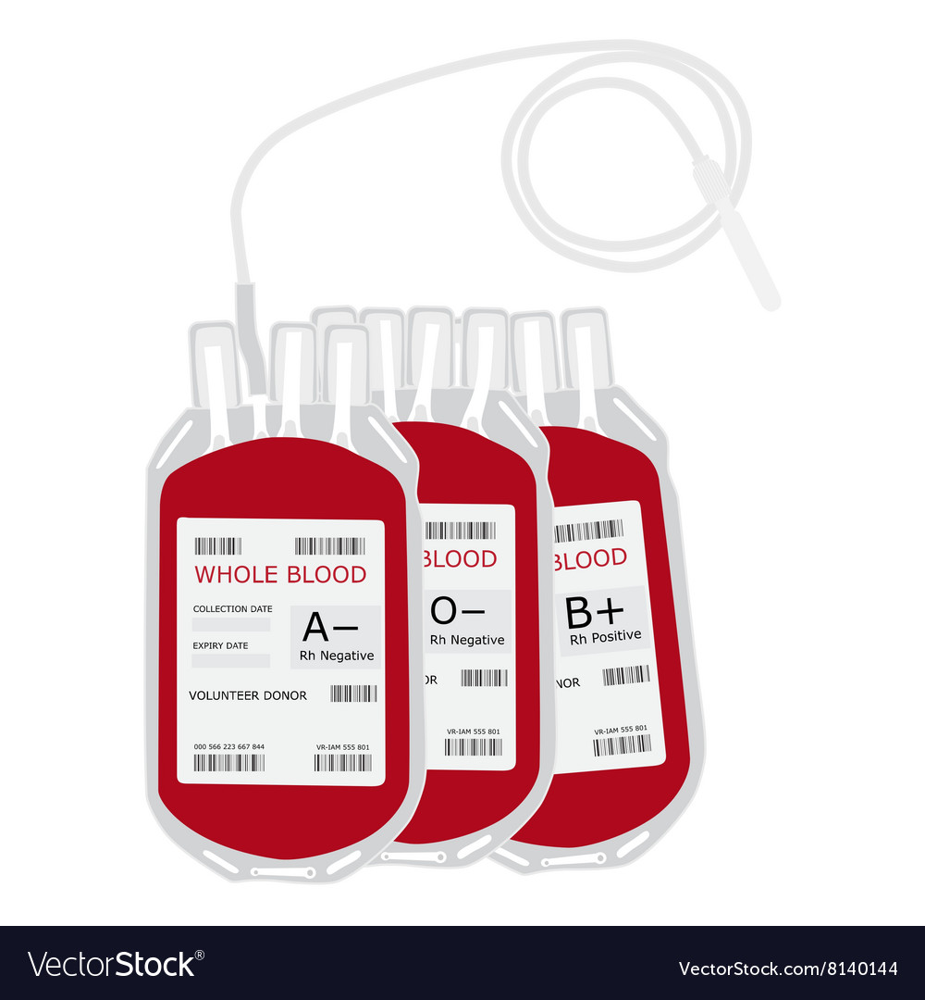 WHOLE BLOOD
COLLECTION DATE
A–
EXPIRY DATE
Rh Negative
VOLUNTEER DONOR
000 566 223 667 844
VR-IAM 555 801
BLOOD
O–
Rh Negative
OR
VR-IAM 555 801
BLOOD
B+
Rh Positive
NOR
VR-IAM 555 801
VectorStock®
VectorStock.com/8140144